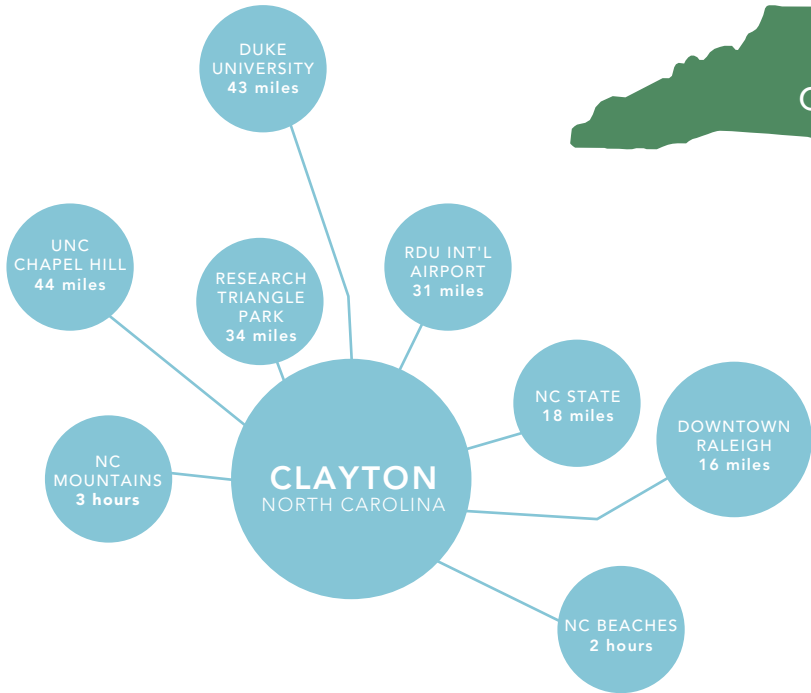 DUKE
UNIVERSITY
43 miles
UNC
CHAPEL HILL
44 miles
RESEARCH
TRIANGLE
PARK
34 miles
RDU INT'L
AIRPORT
31 miles
NC STATE
18 miles
DOWNTOWN
RALEIGH
16 miles
NC
MOUNTAINS
3 hours
CLAYTON
NORTH CAROLINA
NC BEACHES
2 hours